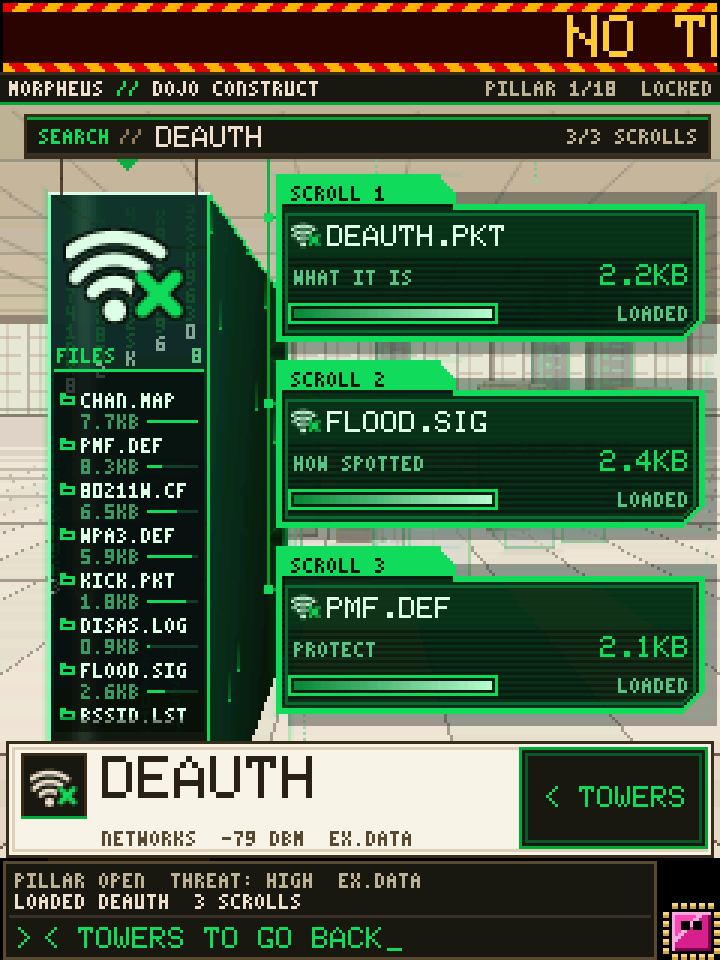 NO TI
MORPHEUS // DOJO CONSTRUCT PILLAR 1/18 LOCKED
SEARCH // DEAUTH 3/3 SCROLLS
FILES 8
CHAN.MAP
7.7KB
PMF.DEF
8.3KB
80211W.CF
6.5KB
WPA3.DEF
5.9KB
KICK.PKT
1.8KB
DISAS.LOG
0.9KB
FLOOD.SIG
2.6KB
BSSID.LST
SCROLL 1
DEAUTH.PKT
WHAT IT IS 2.2KB
LOADED
SCROLL 2
FLOOD.SIG
HOW SPOTTED 2.4KB
LOADED
SCROLL 3
PMF.DEF
PROTECT 2.1KB
LOADED
DEAUTH
NETWORKS -79 DBM EX.DATA
< TOWERS
PILLAR OPEN THREAT: HIGH EX.DATA
LOADED DEAUTH 3 SCROLLS
> < TOWERS TO GO BACK_